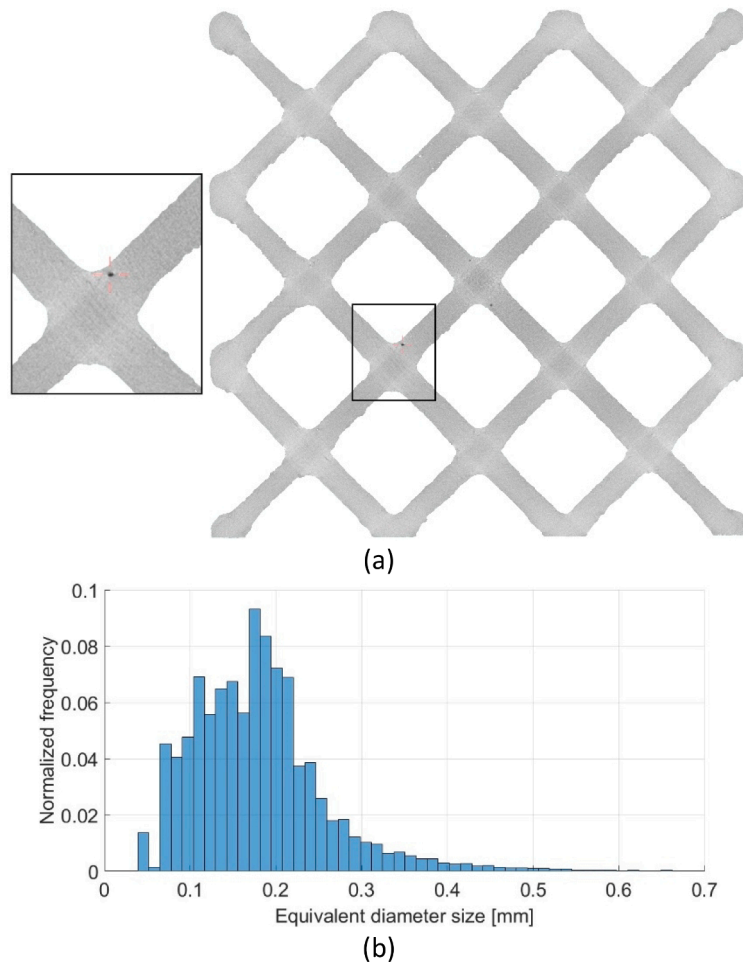 (a)
0.1
0.08
0.06
0.04
0.02
0
Normalized frequency
0 0.1 0.2 0.3 0.4 0.5 0.6 0.7
Equivalent diameter size [mm]
(b)